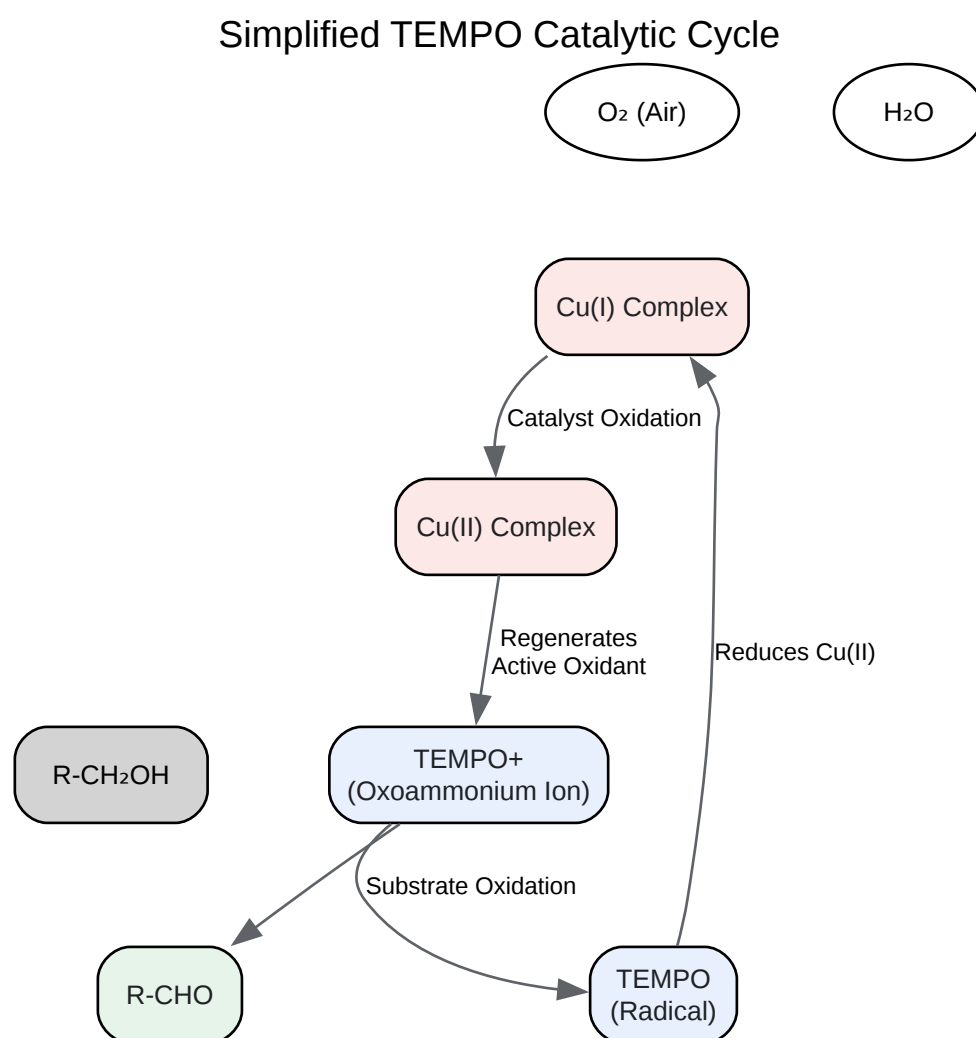 Simplified TEMPO Catalytic Cycle
O₂ (Air)
H₂O
Cu(I) Complex
Catalyst Oxidation
Cu(II) Complex
Regenerates
Active Oxidant
Reduces Cu(II)
R-CH₂OH
TEMPO+
(Oxoammonium Ion)
Substrate Oxidation
R-CHO
TEMPO
(Radical)